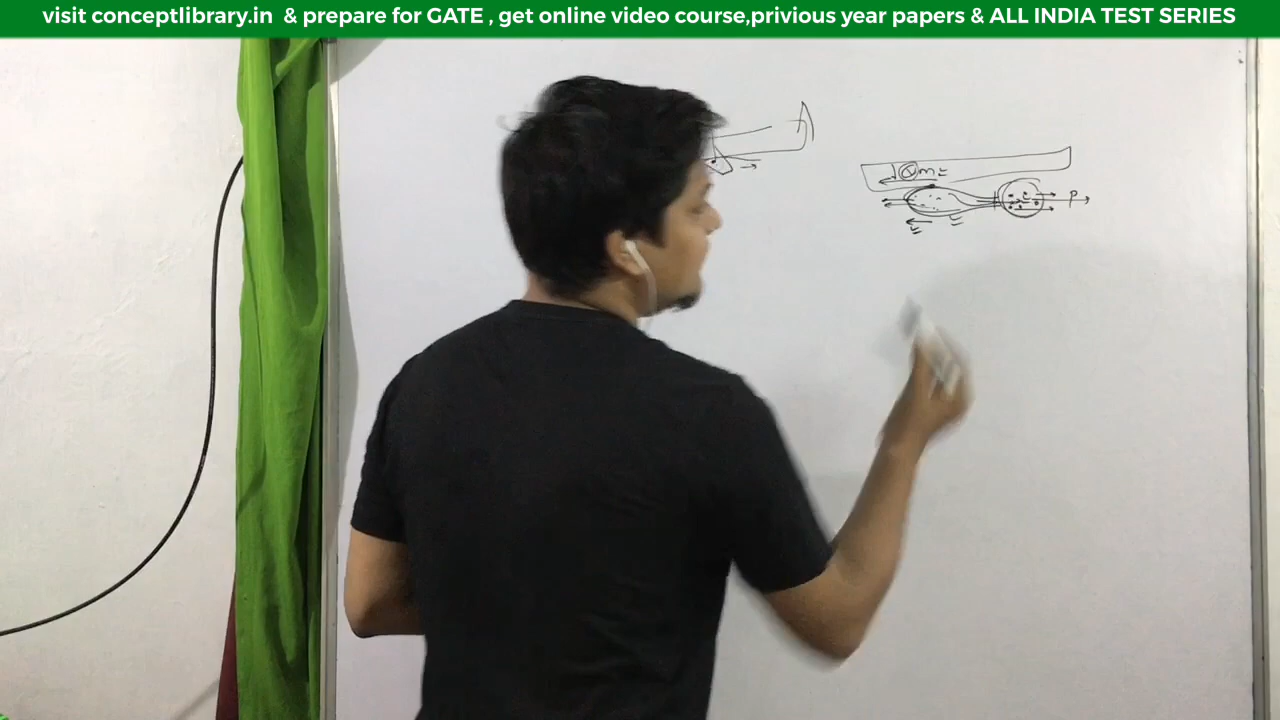 visit conceptlibrary.in & prepare for GATE , get online video course,privious year papers & ALL INDIA TEST SERIES
m
P